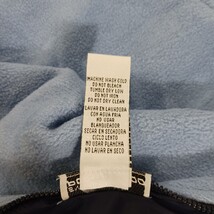 MACHINE WASH COLD
DO NOT BLEACH
TUMBLE DRY LOW
DO NOT IRON
DO NOT DRY CLEAN
LAVAR EN LAVADORA
CON AGUA FRIA
NO USAR
BLANQUEADOR
SECAR EN SECADORA
CICLO LENTO
NO USAR PLANCHA
NO LAVAR EN SECO